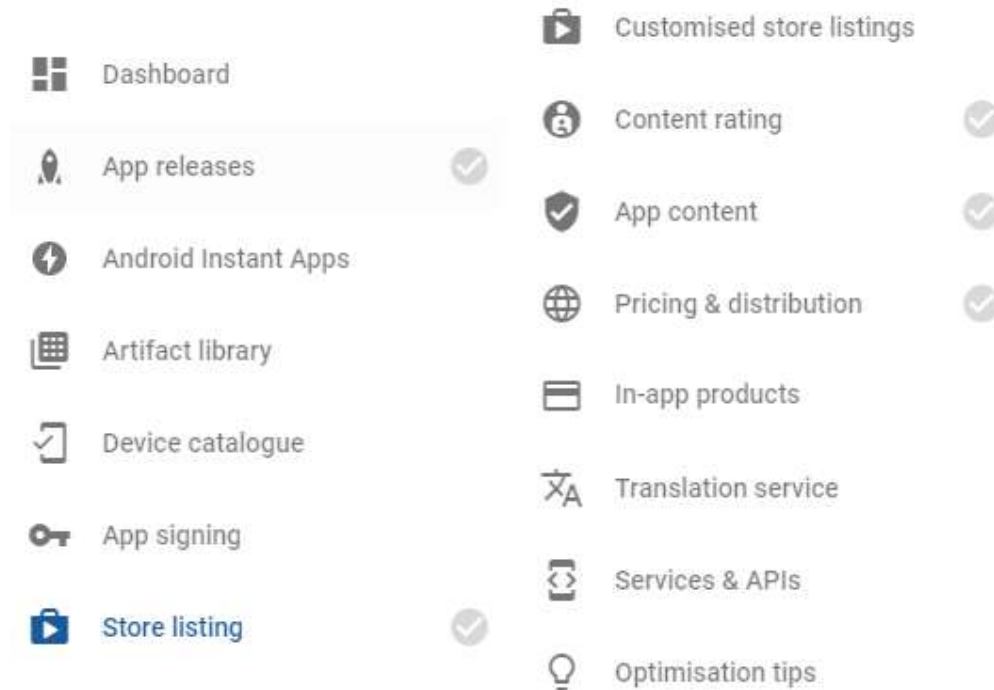 Dashboard
App releases
Android Instant Apps
Artifact library
Device catalogue
App signing
Store listing
Customised store listings
Content rating
App content
Pricing & distribution
In-app products
Translation service
Services & APIs
Optimisation tips